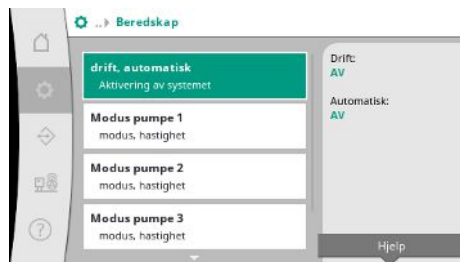 ..▸ Beredskap
drift, automatisk
Aktivering av systemet
Modus pumpe 1
modus, hastighet
Modus pumpe 2
modus, hastighet
Modus pumpe 3
modus, hastighet
Drift:
AV
Automatisk:
AV
Hjelp